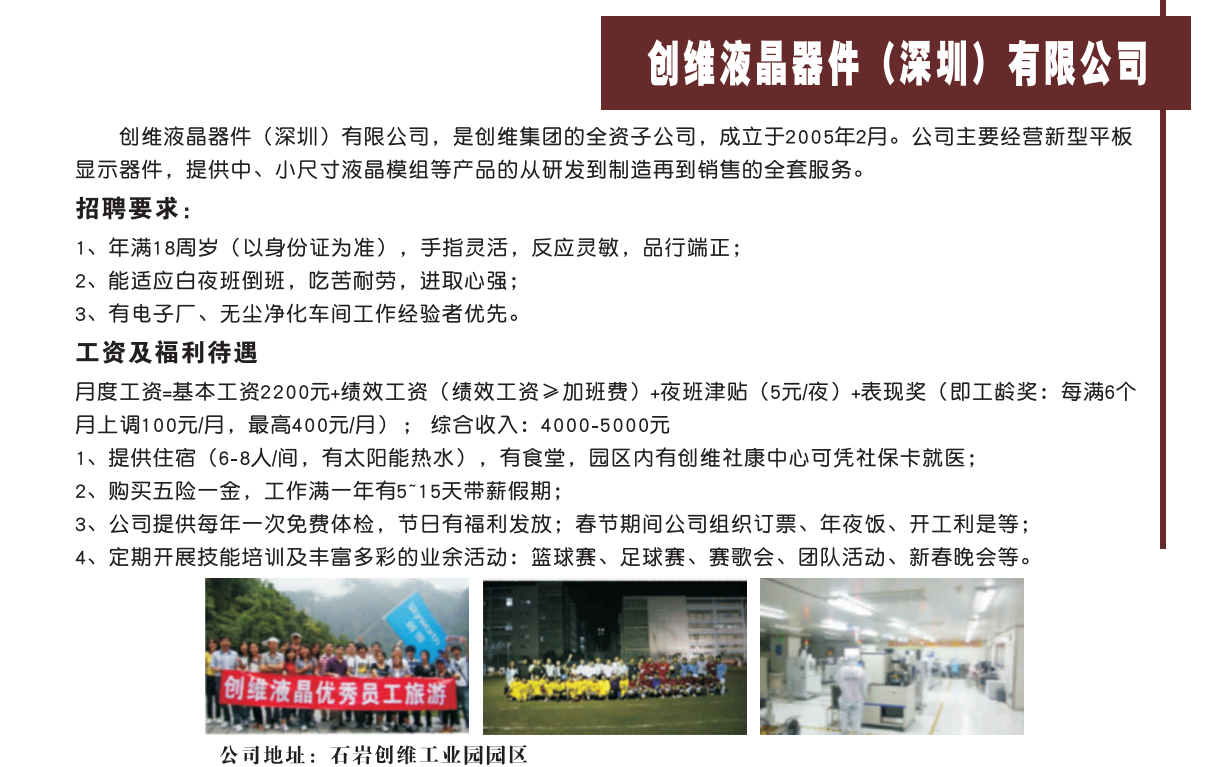 创维液晶器件（深圳）有限公司
创维液晶器件（深圳）有限公司，是创维集团的全资子公司，成立于2005年2月。公司主要经营新型平板
显示器件，提供中、小尺寸液晶模组等产品的从研发到制造再到销售的全套服务。
招聘要求：
1、年满18周岁（以身份证为准），手指灵活，反应灵敏，品行端正；
2、能适应白夜班倒班，吃苦耐劳，进取心强；
3、有电子厂、无尘净化车间工作经验者优先。
工资及福利待遇
月度工资=基本工资2200元+绩效工资（绩效工资≥加班费）+夜班津贴（5元/夜）+表现奖（即工龄奖：每满6个
月上调100元/月，最高400元/月）； 综合收入：4000-5000元
1、提供住宿（6-8人/间，有太阳能热水），有食堂，园区内有创维社康中心可凭社保卡就医；
2、购买五险一金，工作满一年有5~15天带薪假期；
3、公司提供每年一次免费体检，节日有福利发放；春节期间公司组织订票、年夜饭、开工利是等；
4、定期开展技能培训及丰富多彩的业余活动：篮球赛、足球赛、赛歌会、团队活动、新春晚会等。
Skyworth
创维
创维液晶优秀员工旅游
公司地址：石岩创维工业园园区